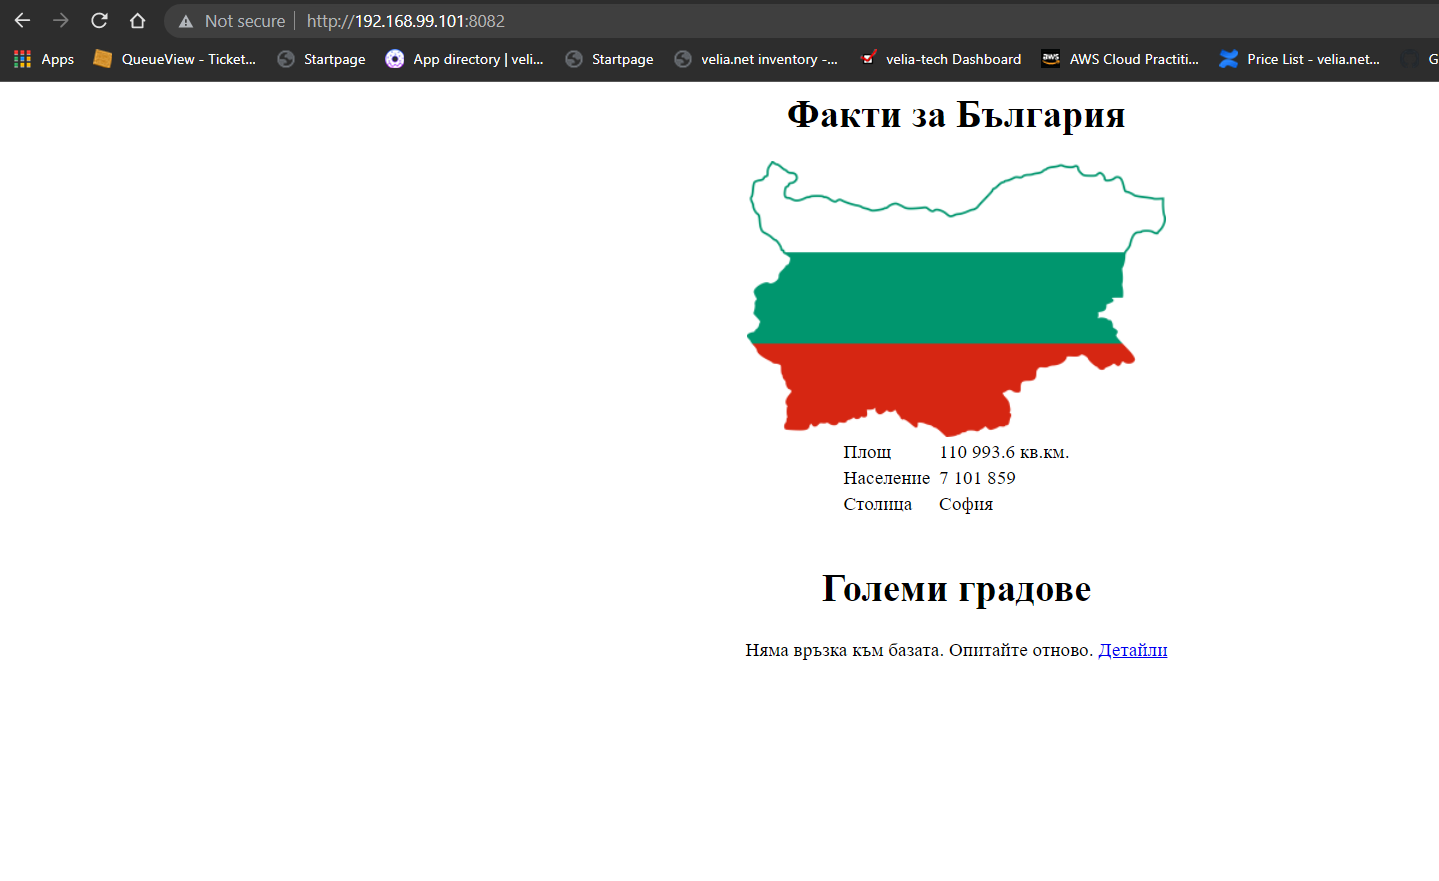 Not secure http://192.168.99.101:8082
Apps QueueView - Ticket... Startpage App directory | veli... Startpage velia.net inventory -... velia-tech Dashboard aws AWS Cloud Practiti... Price List - velia.net... G
Факти за България
Площ 110 993.6 кв.км.
Население 7 101 859
Столица София
Големи градове
Няма връзка към базата. Опитайте отново. Детайли